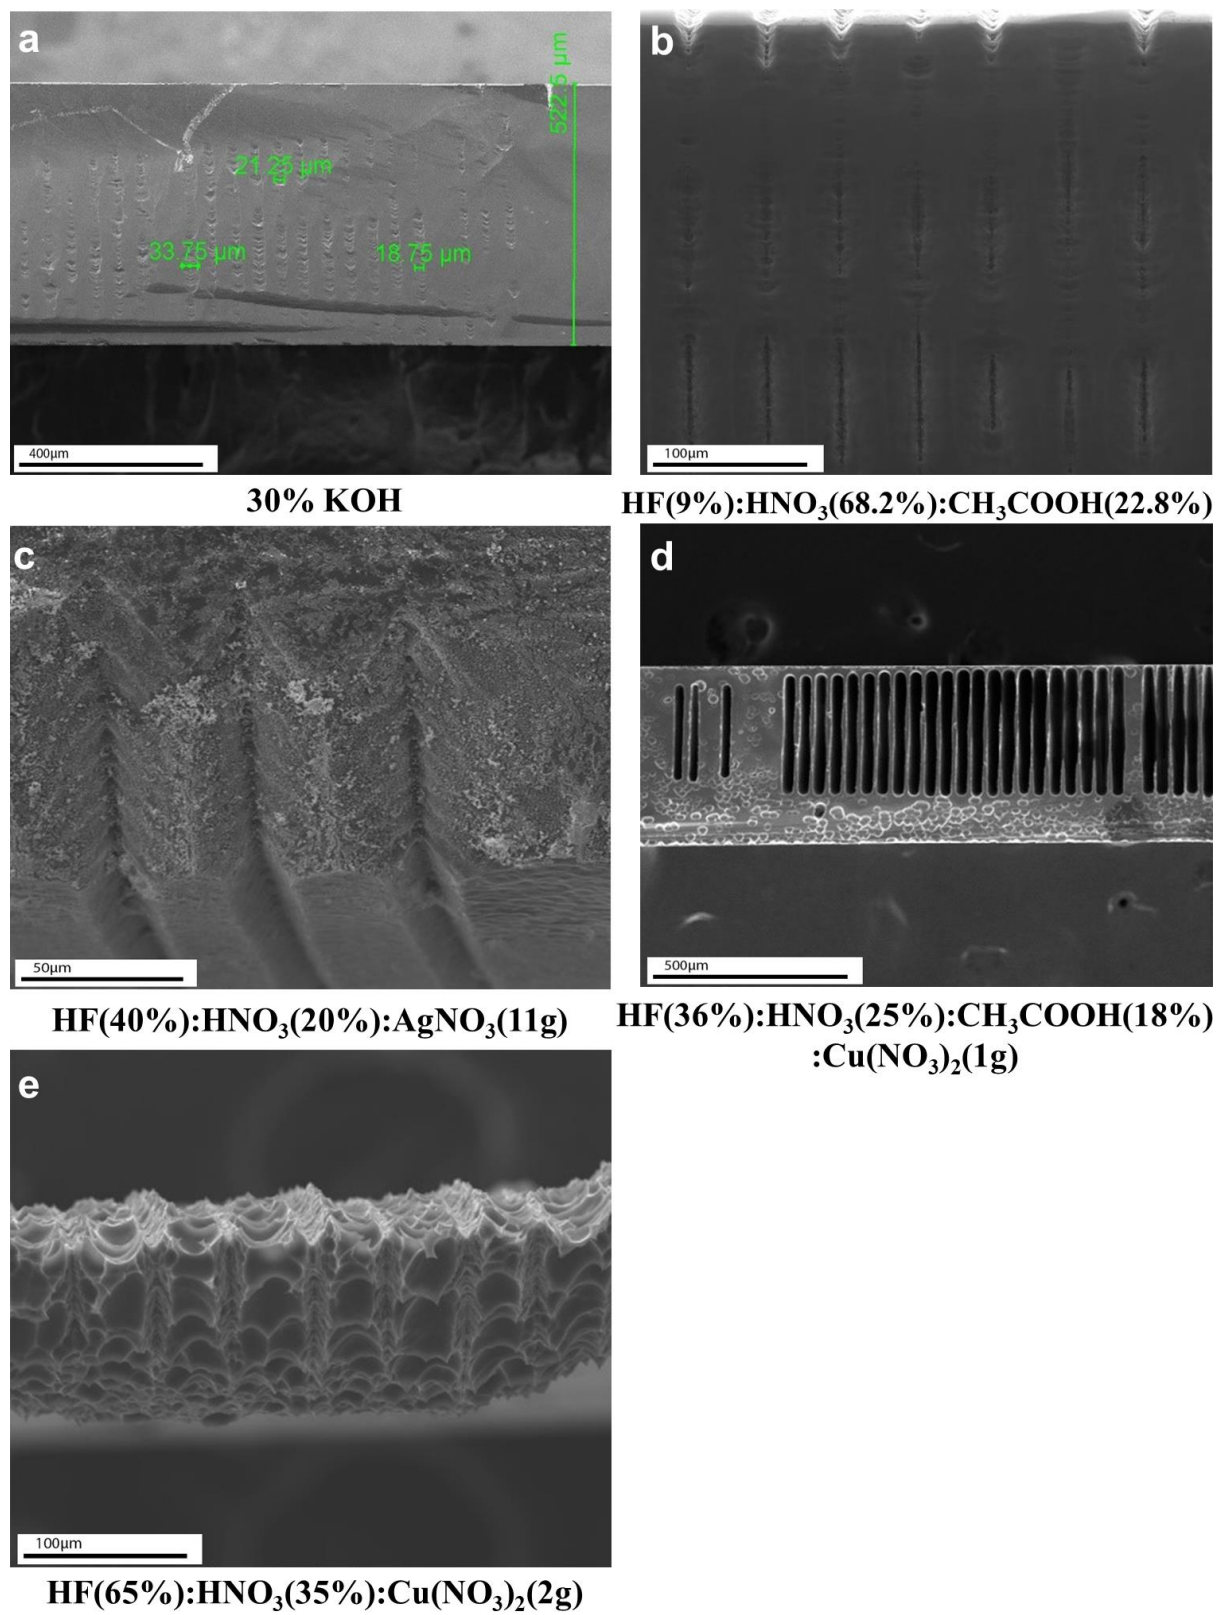 a
522.5 µm
21.25 µm
33.75 µm
18.75 µm
400µm
30% KOH
b
100µm
HF(9%):HNO₃(68.2%):CH₃COOH(22.8%)
c
50µm
HF(40%):HNO₃(20%):AgNO₃(11g)
d
500µm
HF(36%):HNO₃(25%):CH₃COOH(18%)
:Cu(NO₃)₂(1g)
e
100µm
HF(65%):HNO₃(35%):Cu(NO₃)₂(2g)